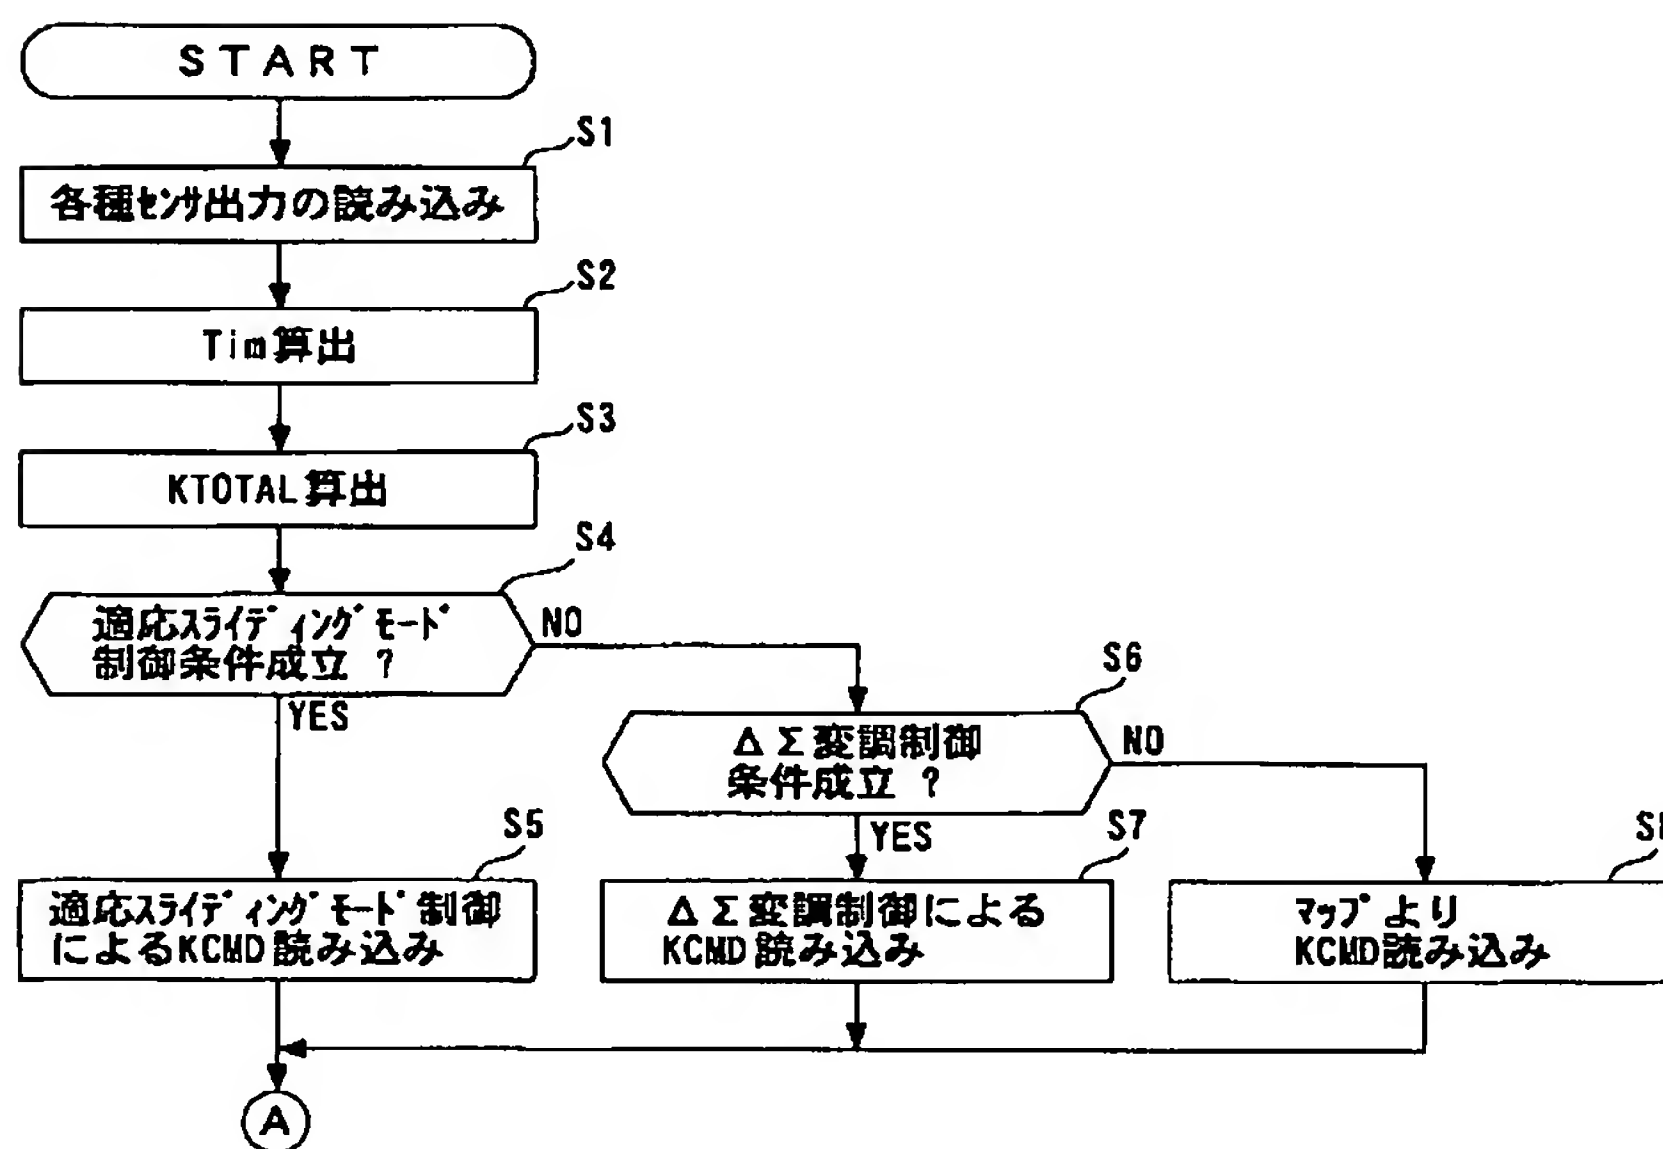 START
S1
各種ｾﾝｻ出力の読み込み
S2
Tim算出
S3
KTOTAL算出
S4
適応ｽﾗｲﾃﾞｨﾝｸﾞﾓｰﾄﾞ
制御条件成立 ?
NO
YES
S6
ΔΣ変調制御
条件成立 ?
NO
YES
S5
適応ｽﾗｲﾃﾞｨﾝｸﾞﾓｰﾄﾞ制御
によるKCMD読み込み
S7
ΔΣ変調制御による
KCMD読み込み
S8
ﾏｯﾌﾟより
KCMD読み込み
A